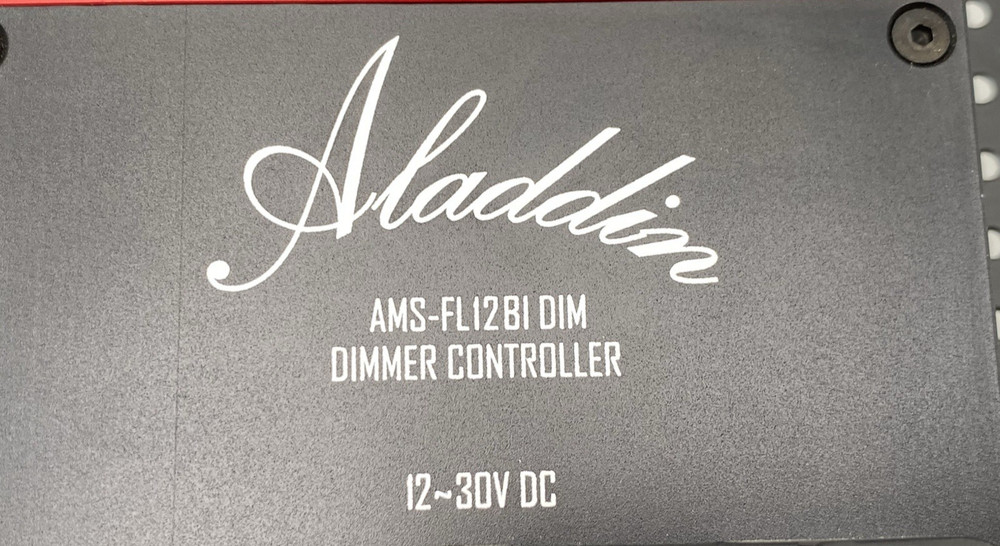 Aladdin
AMS-FL12BI DIM
DIMMER CONTROLLER
12~30V DC